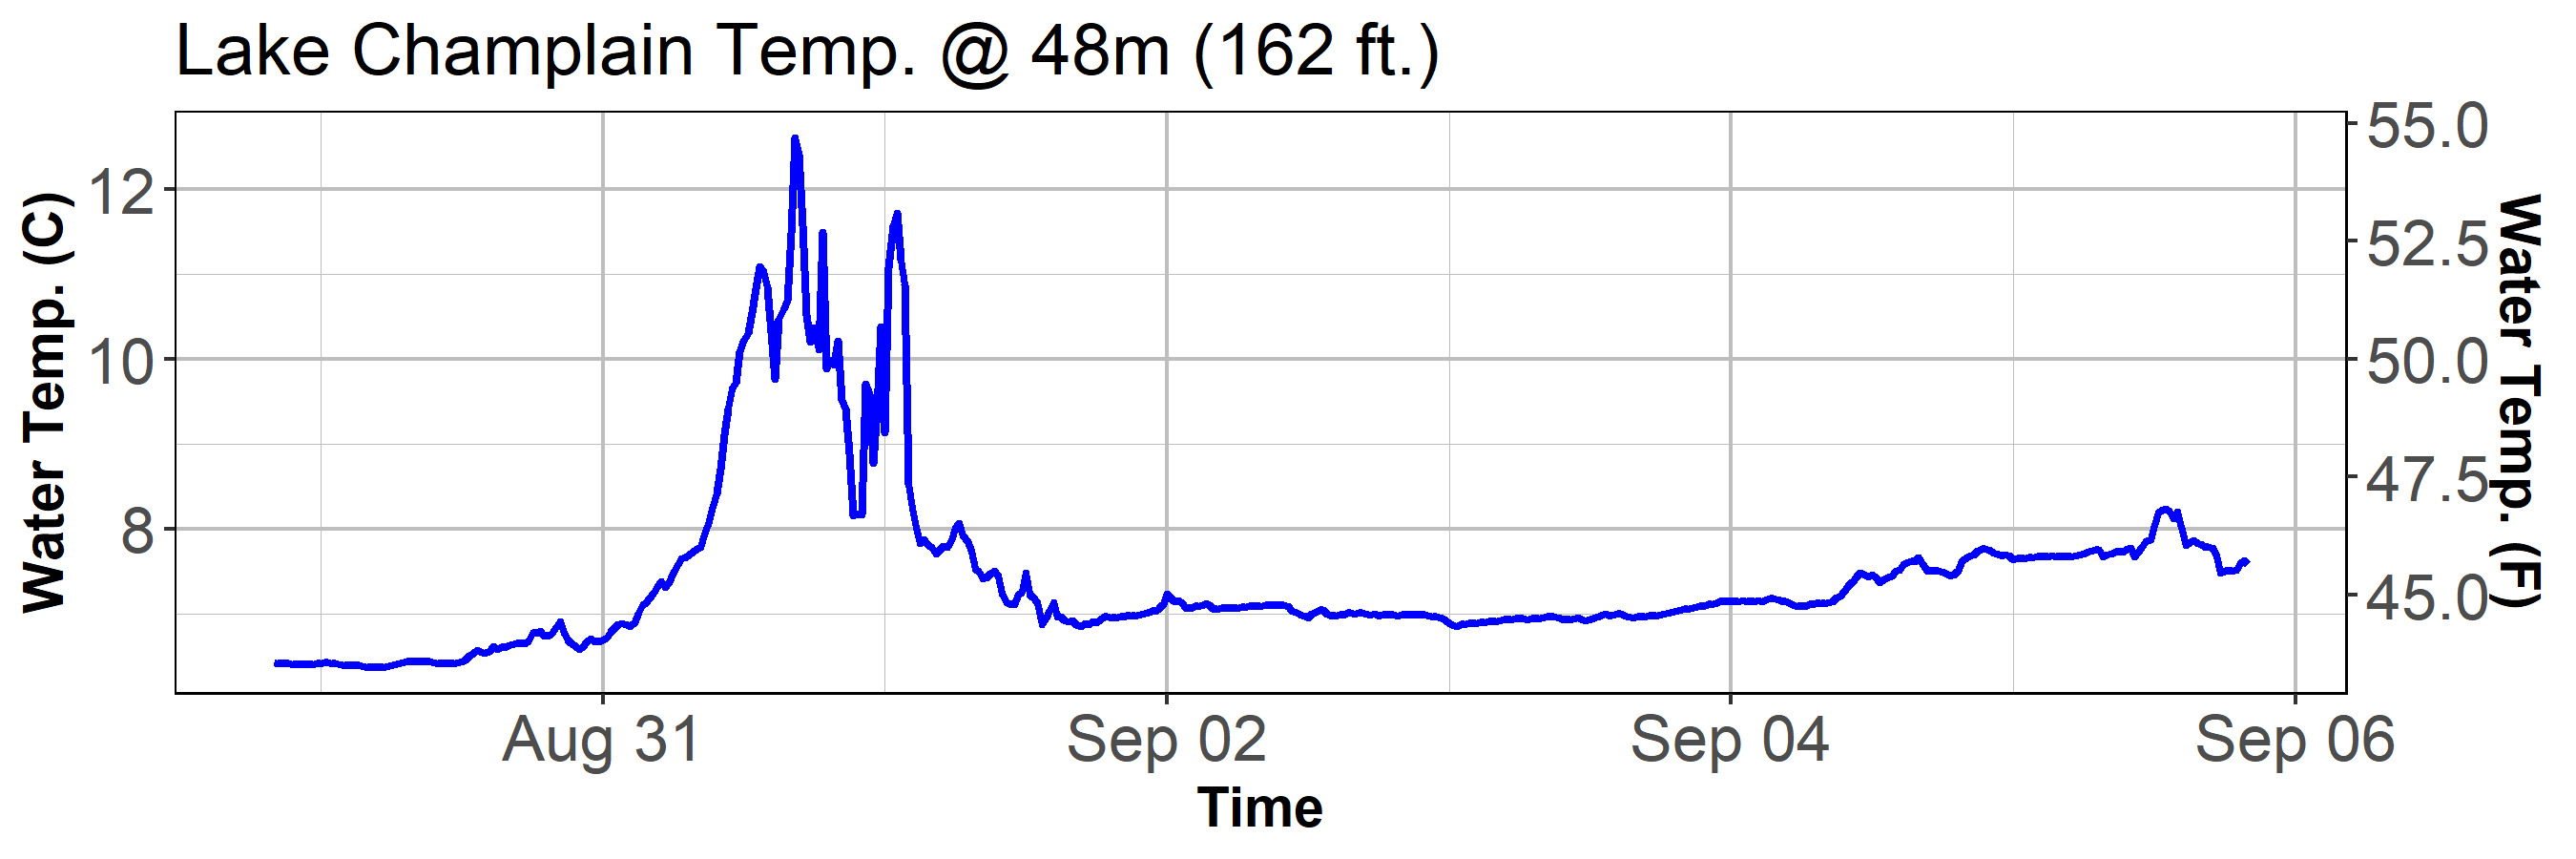 Lake Champlain Temp. @ 48m (162 ft.)
Water Temp. (C)
12
10
8
55.0
52.5
50.0
47.5
45.0
Water Temp. (F)
Aug 31
Sep 02
Sep 04
Sep 06
Time